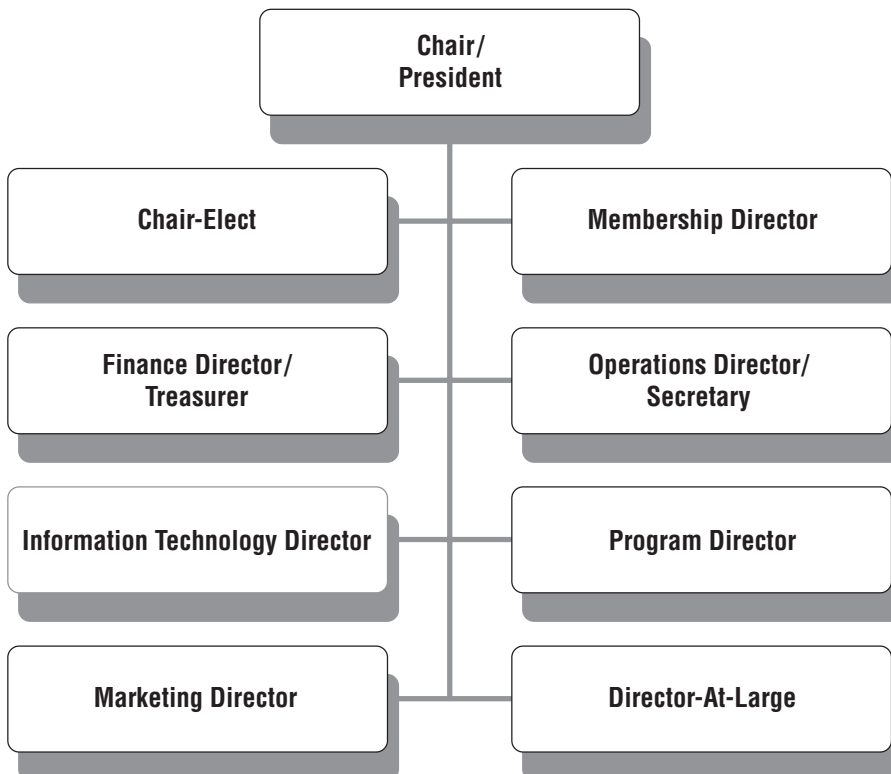 Chair/
President
Chair-Elect
Membership Director
Finance Director/
Treasurer
Operations Director/
Secretary
Information Technology Director
Program Director
Marketing Director
Director-At-Large